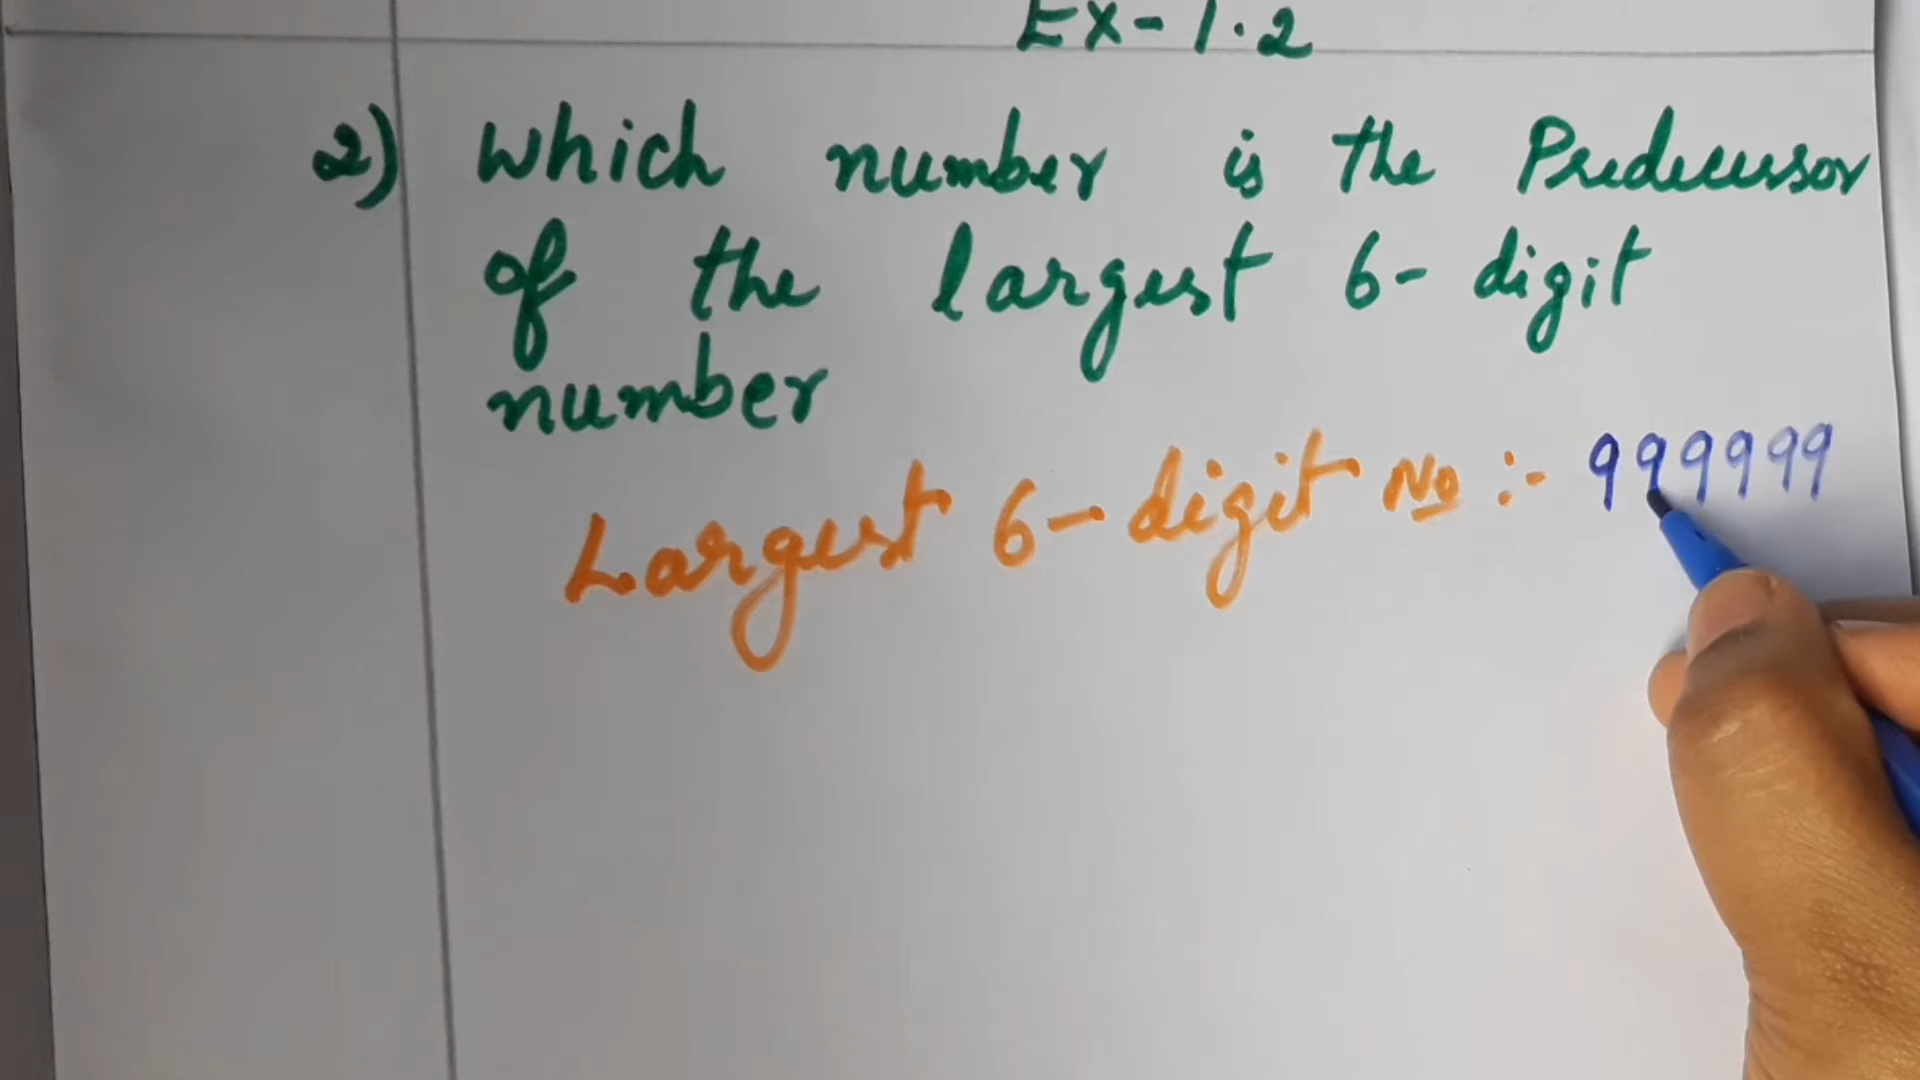 Ex-1.2
2) Which number is the Predecessor
of the largest 6-digit
number
Largest 6-digit No :- 999999